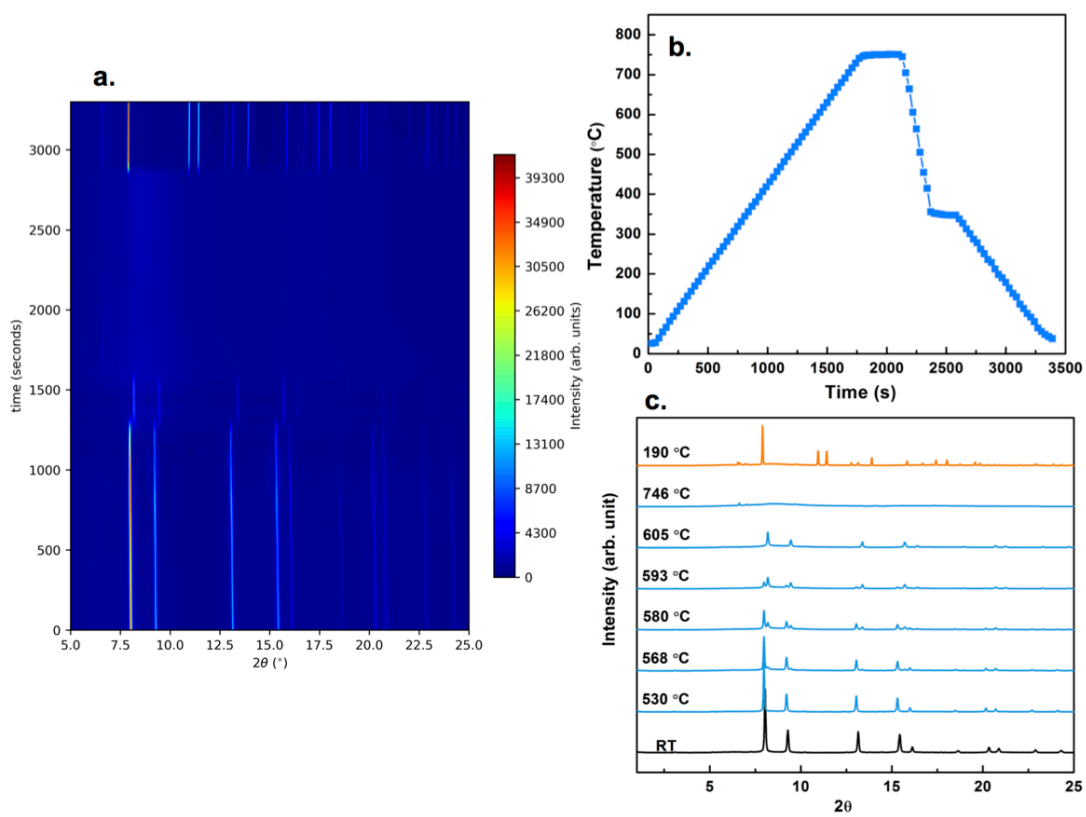 a.
3000
2500
2000
1500
1000
500
0
time (seconds)
5.0 7.5 10.0 12.5 15.0 17.5 20.0 22.5 25.0
2θ (°)
39300
34900
30500
26200
21800
17400
13100
8700
4300
0
Intensity (arb. units)
b.
800
700
600
500
400
300
200
100
0
Temperature (°C)
0 500 1000 1500 2000 2500 3000 3500
Time (s)
c.
190 °C
746 °C
605 °C
593 °C
580 °C
568 °C
530 °C
RT
Intensity (arb. unit)
5 10 15 20 25
2θ